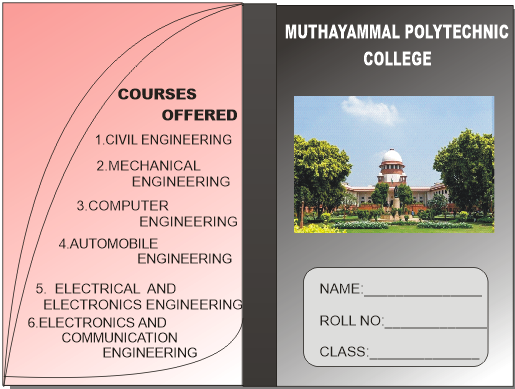 COURSES
OFFERED
1.CIVIL ENGINEERING
2.MECHANICAL
ENGINEERING
3.COMPUTER
ENGINEERING
4.AUTOMOBILE
ENGINEERING
5. ELECTRICAL AND
ELECTRONICS ENGINEERING
6.ELECTRONICS AND
COMMUNICATION
ENGINEERING
MUTHAYAMMAL POLYTECHNIC
COLLEGE
NAME:_______________
ROLL NO:_____________
CLASS:______________